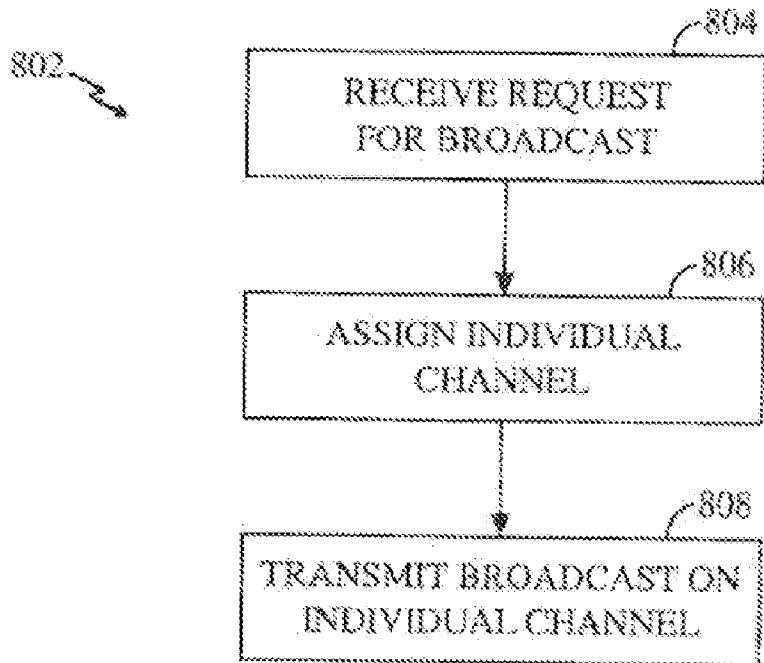 802
804
RECEIVE REQUEST
FOR BROADCAST
806
ASSIGN INDIVIDUAL
CHANNEL
808
TRANSMIT BROADCAST ON
INDIVIDUAL CHANNEL